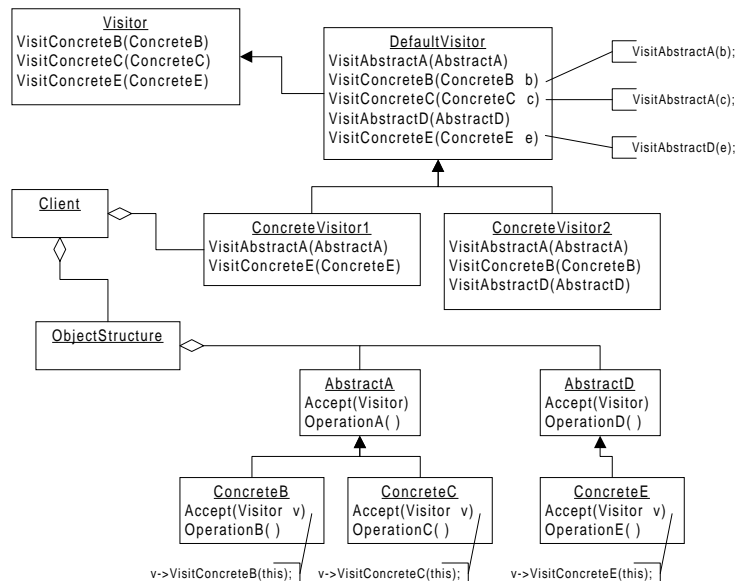 Visitor
VisitConcreteB(ConcreteB)
VisitConcreteC(ConcreteC)
VisitConcreteE(ConcreteE)
DefaultVisitor
VisitAbstractA(AbstractA)
VisitConcreteB(ConcreteB b)
VisitConcreteC(ConcreteC c)
VisitAbstractD(AbstractD)
VisitConcreteE(ConcreteE e)
VisitAbstractA(b);
VisitAbstractA(c);
VisitAbstractD(e);
Client
ConcreteVisitor1
VisitAbstractA(AbstractA)
VisitConcreteE(ConcreteE)
ConcreteVisitor2
VisitAbstractA(AbstractA)
VisitConcreteB(ConcreteB)
VisitAbstractD(AbstractD)
ObjectStructure
AbstractA
Accept(Visitor)
OperationA( )
AbstractD
Accept(Visitor)
OperationD( )
ConcreteB
Accept(Visitor v)
OperationB( )
ConcreteC
Accept(Visitor v)
OperationC( )
ConcreteE
Accept(Visitor v)
OperationE( )
v->VisitConcreteB(this);
v->VisitConcreteC(this);
v->VisitConcreteE(this);